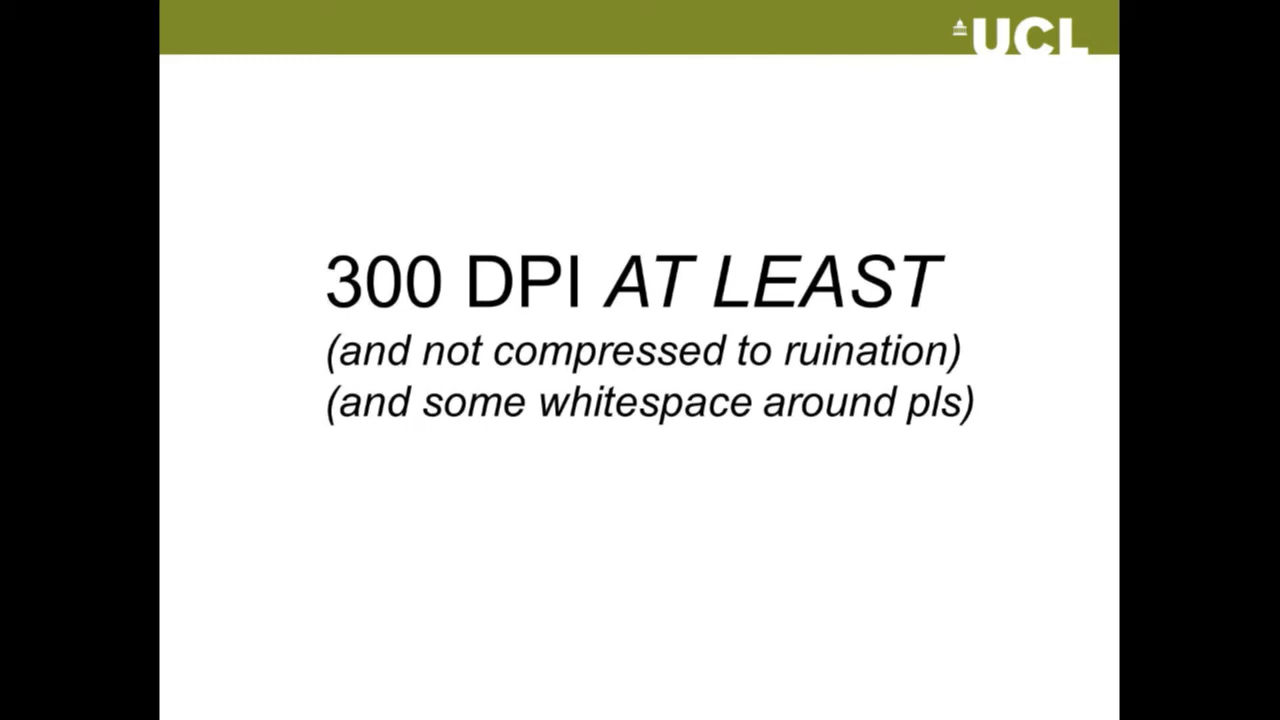 UCL
300 DPI AT LEAST
(and not compressed to ruination)
(and some whitespace around pls)